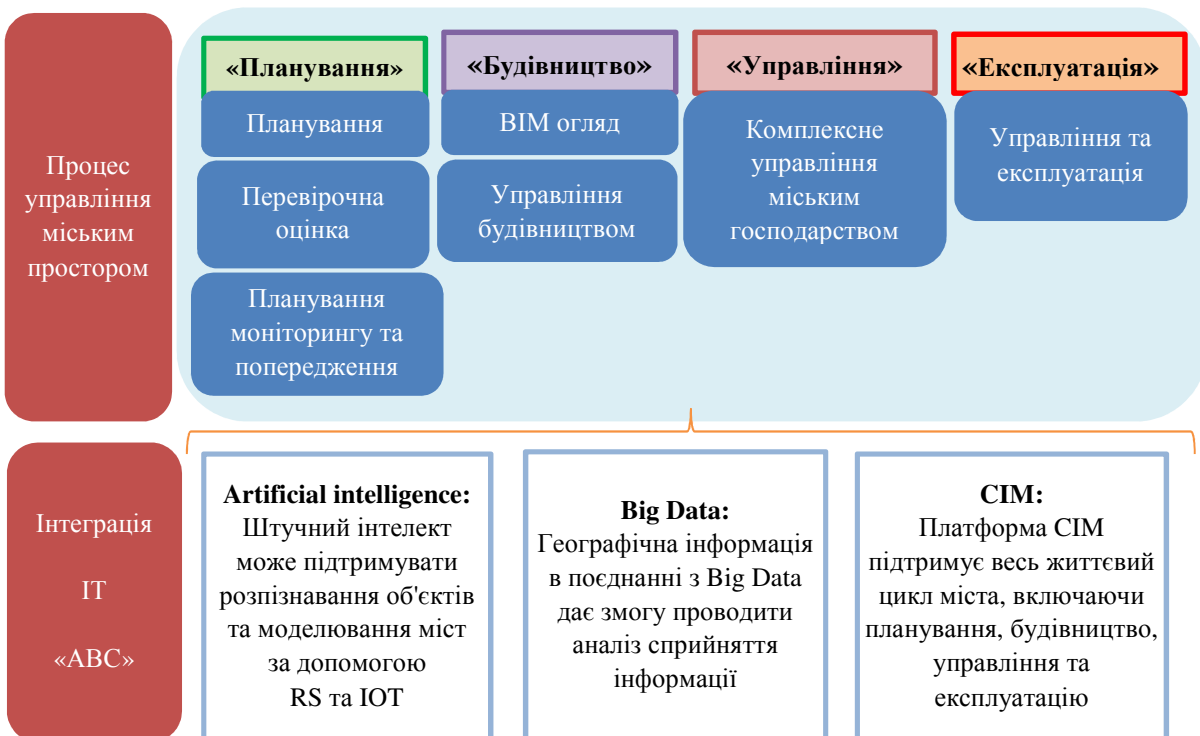 Процес
управління
міським
простором
«Планування»
Планування
Перевірочна
оцінка
Планування
моніторингу та
попередження
«Будівництво»
BIM огляд
Управління
будівництвом
«Управління»
Комплексне
управління
міським
господарством
«Експлуатація»
Управління та
експлуатація
Інтеграція
ІТ
«ABC»
Artificial intelligence:
Штучний інтелект
може підтримувати
розпізнавання об'єктів
та моделювання міст
за допомогою
RS та IOT
Big Data:
Географічна інформація
в поєднанні з Big Data
дає змогу проводити
аналіз сприйняття
інформації
CIM:
Платформа CIM
підтримує весь життєвий
цикл міста, включаючи
планування, будівництво,
управління та
експлуатацію